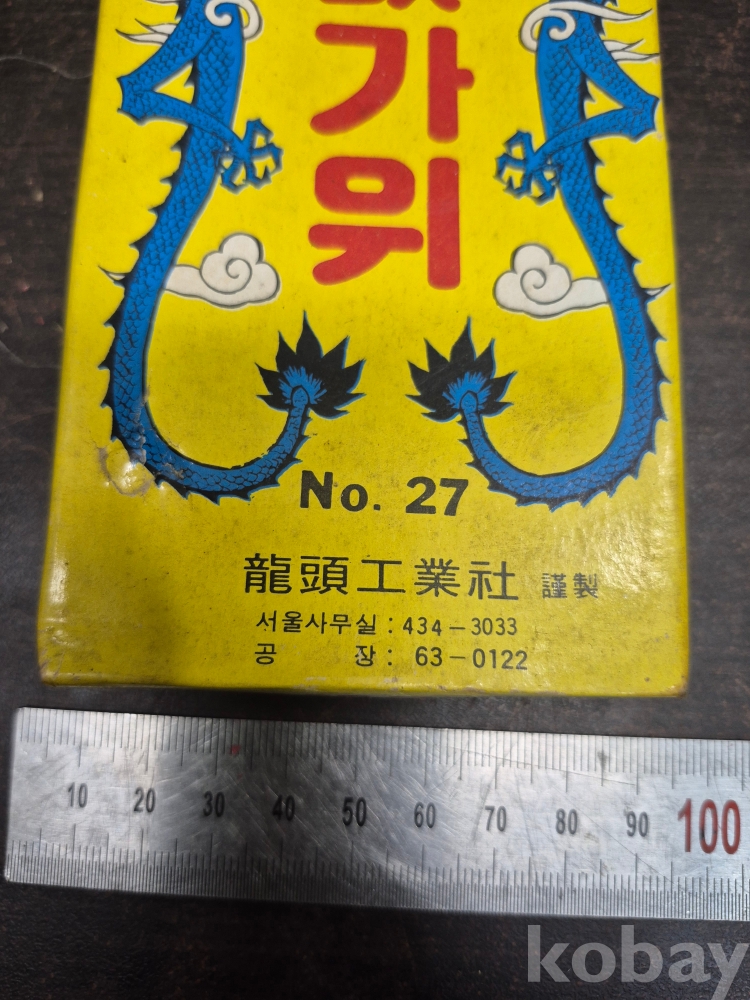 가
위
No. 27
龍頭工業社 謹製
서울사무실 : 434-3033
공 장 : 63-0122
10 20 30 40 50 60 70 80 90 100
kobay